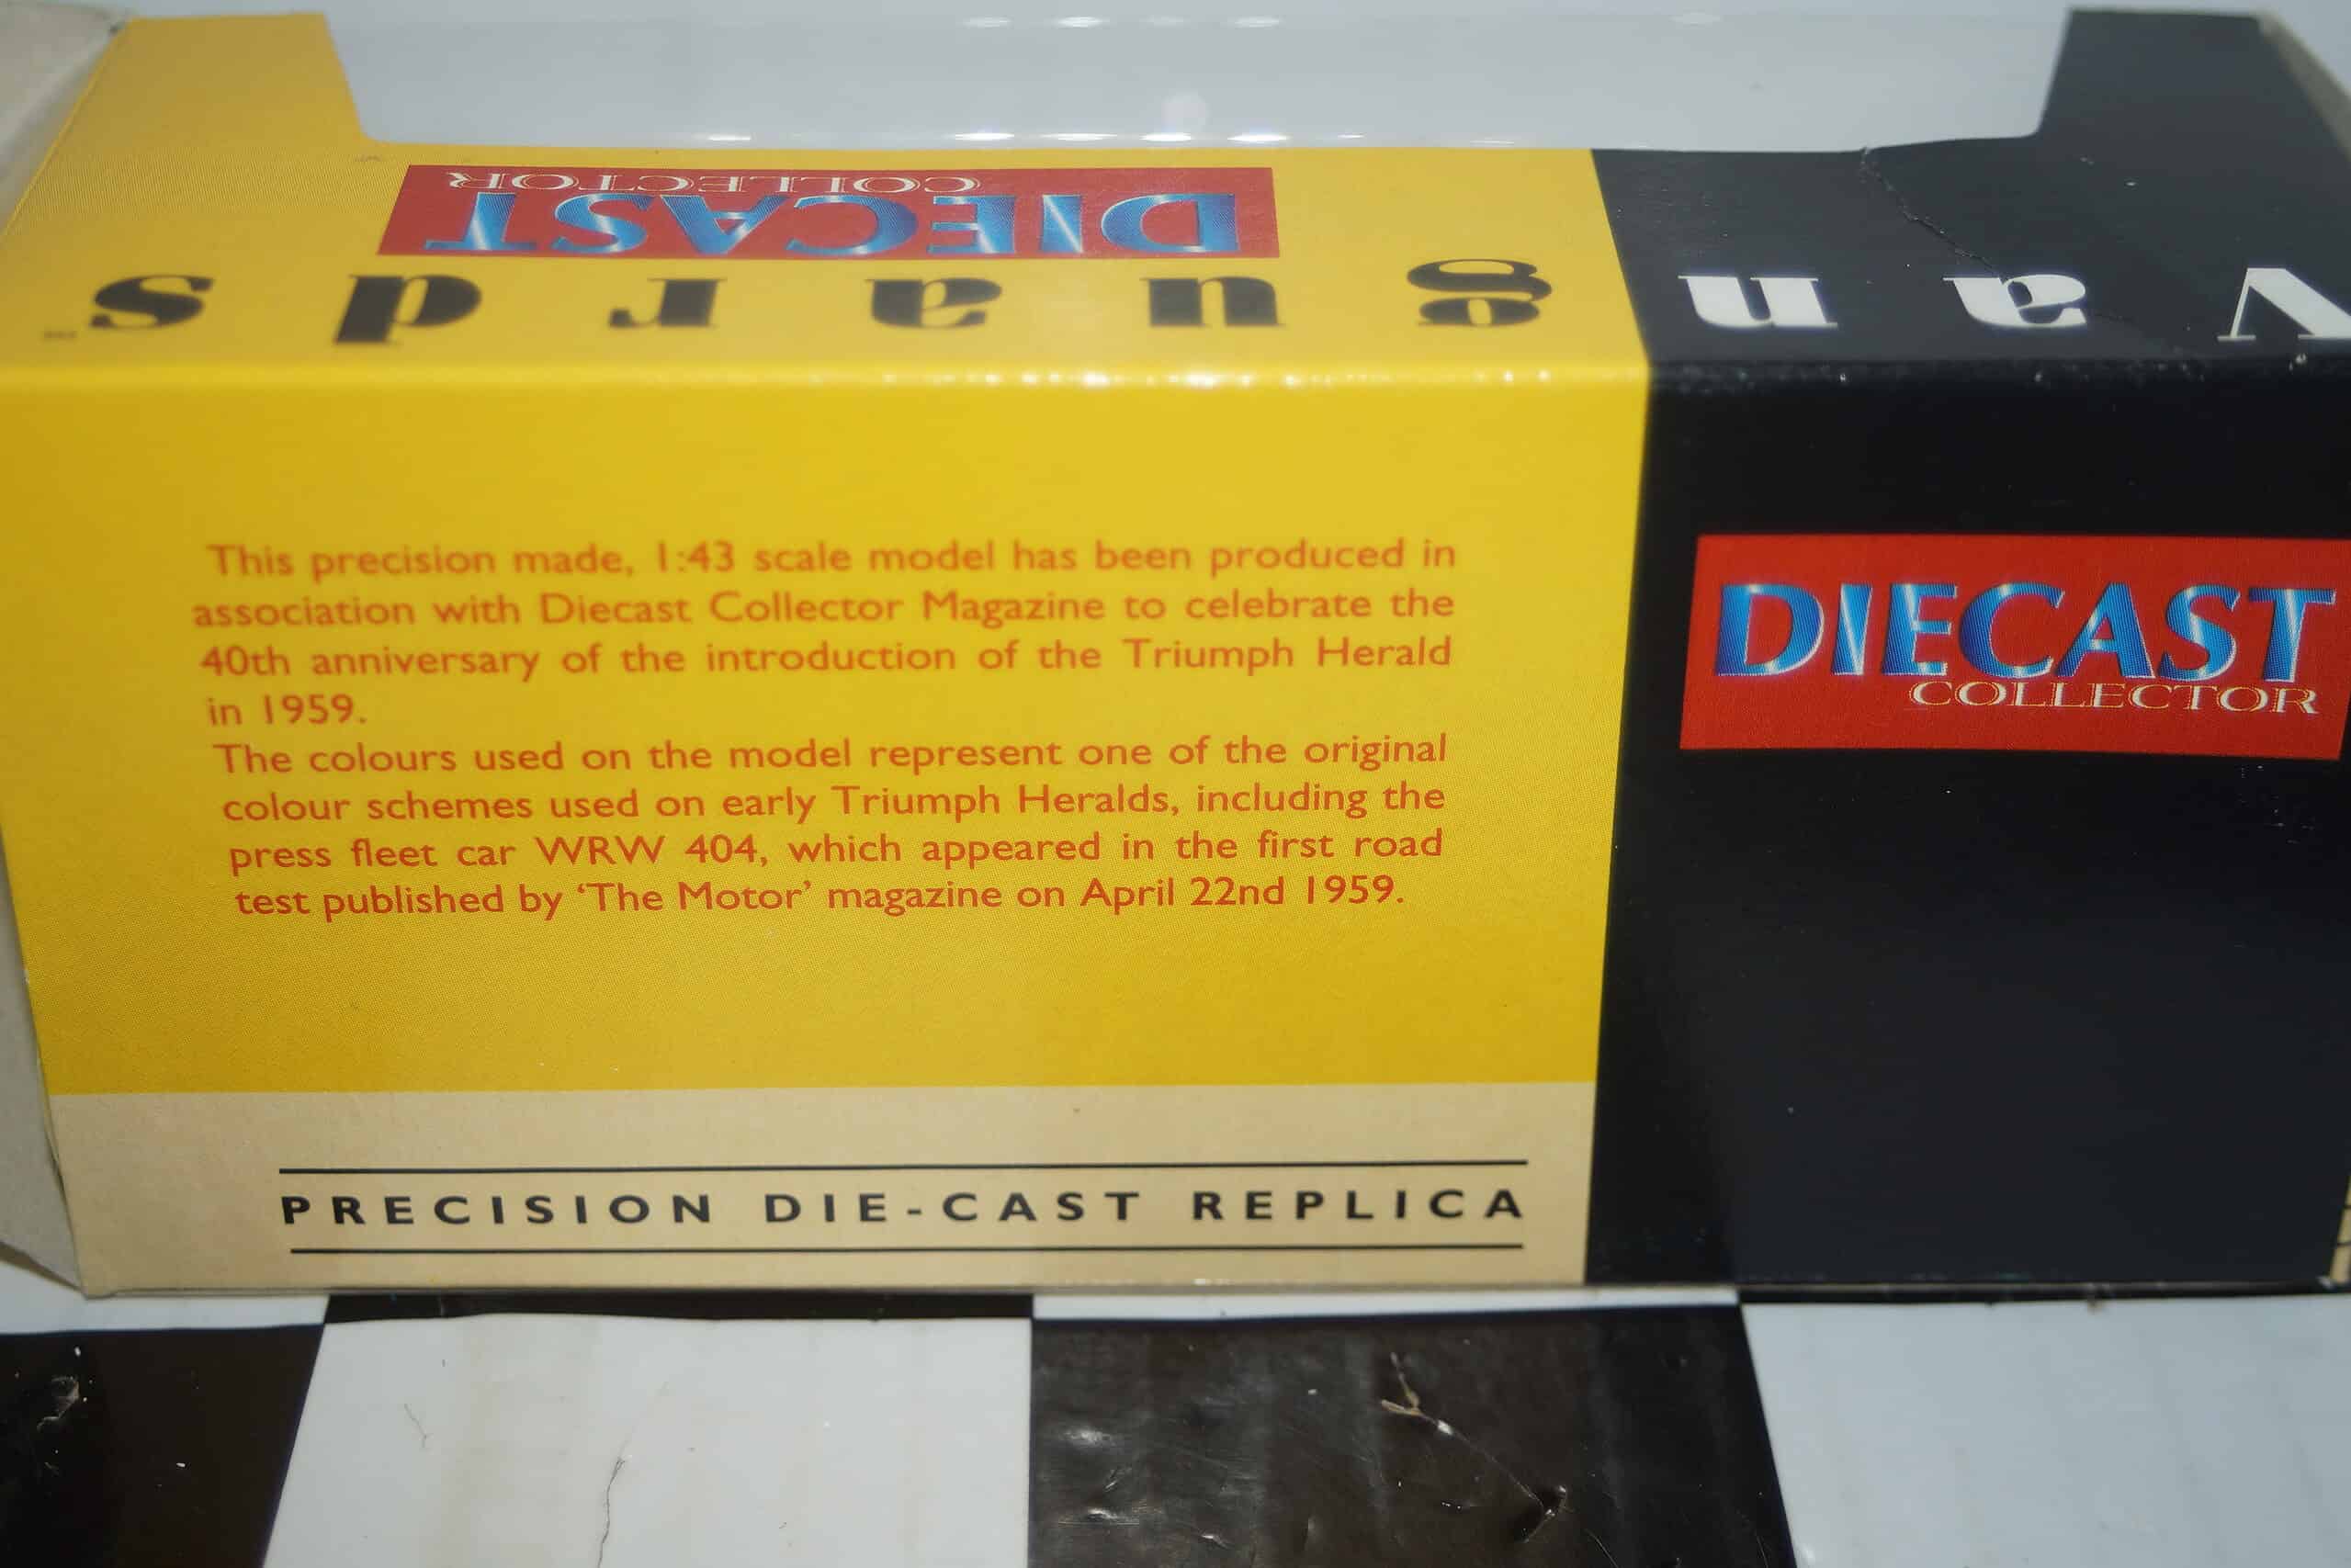 DIECAST
COLLECTOR
Vanguards
This precision made, 1:43 scale model has been produced in
association with Diecast Collector Magazine to celebrate the
40th anniversary of the introduction of the Triumph Herald
in 1959.
The colours used on the model represent one of the original
colour schemes used on early Triumph Heralds, including the
press fleet car WRW 404, which appeared in the first road
test published by ‘The Motor’ magazine on April 22nd 1959.
DIECAST
COLLECTOR
PRECISION DIE-CAST REPLICA